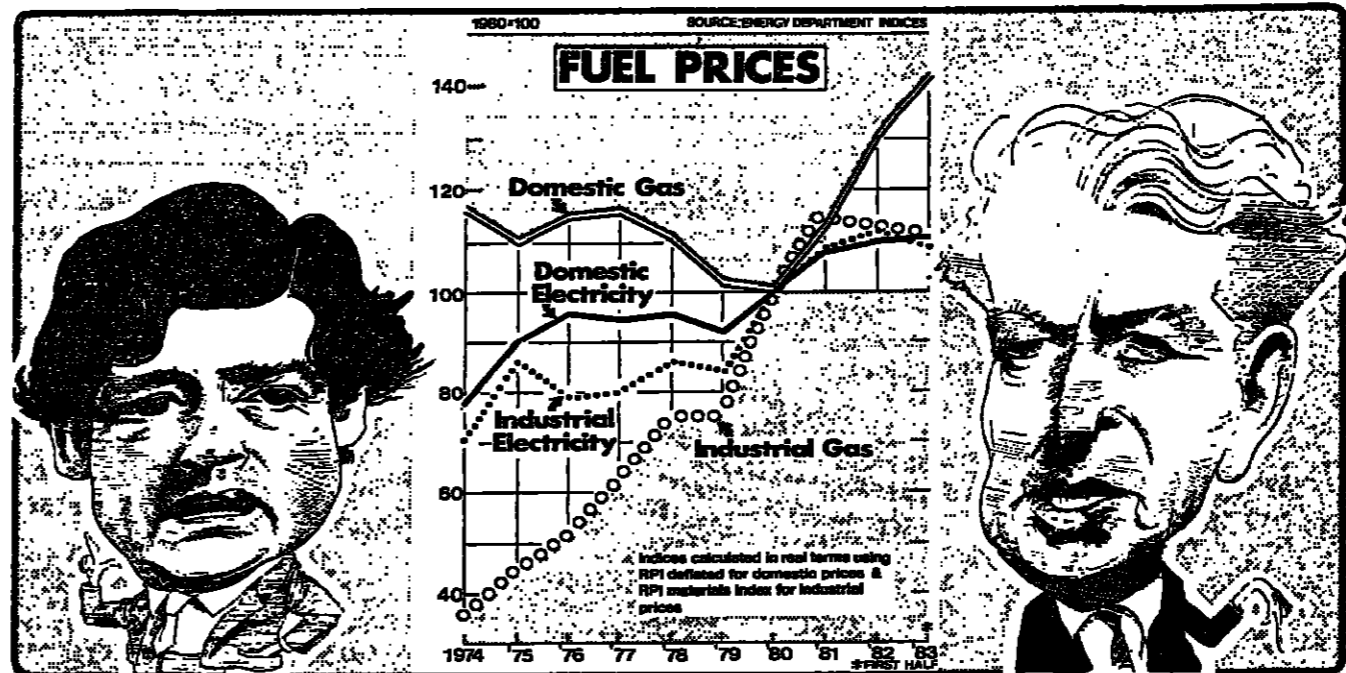 1980=100
SOURCE: ENERGY DEPARTMENT INDICES
FUEL PRICES
140
120
100
80
60
40
Domestic Gas
Domestic
Electricity
Industrial
Electricity
Industrial Gas
Indices calculated in real terms using
RPI deflated for domestic prices &
RPI materials index for industrial
prices
*
1974 75 76 77 78 79 80 81 82 83
*FIRST HALF